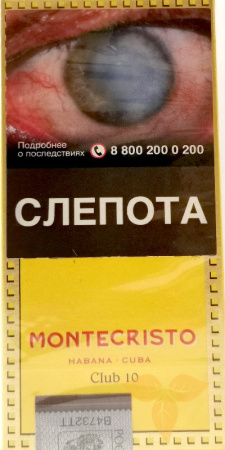 Подробнее
о последствиях 8 800 200 0 200
СЛЕПОТА
MONTECRISTO
HABANA · CUBA
Club 10